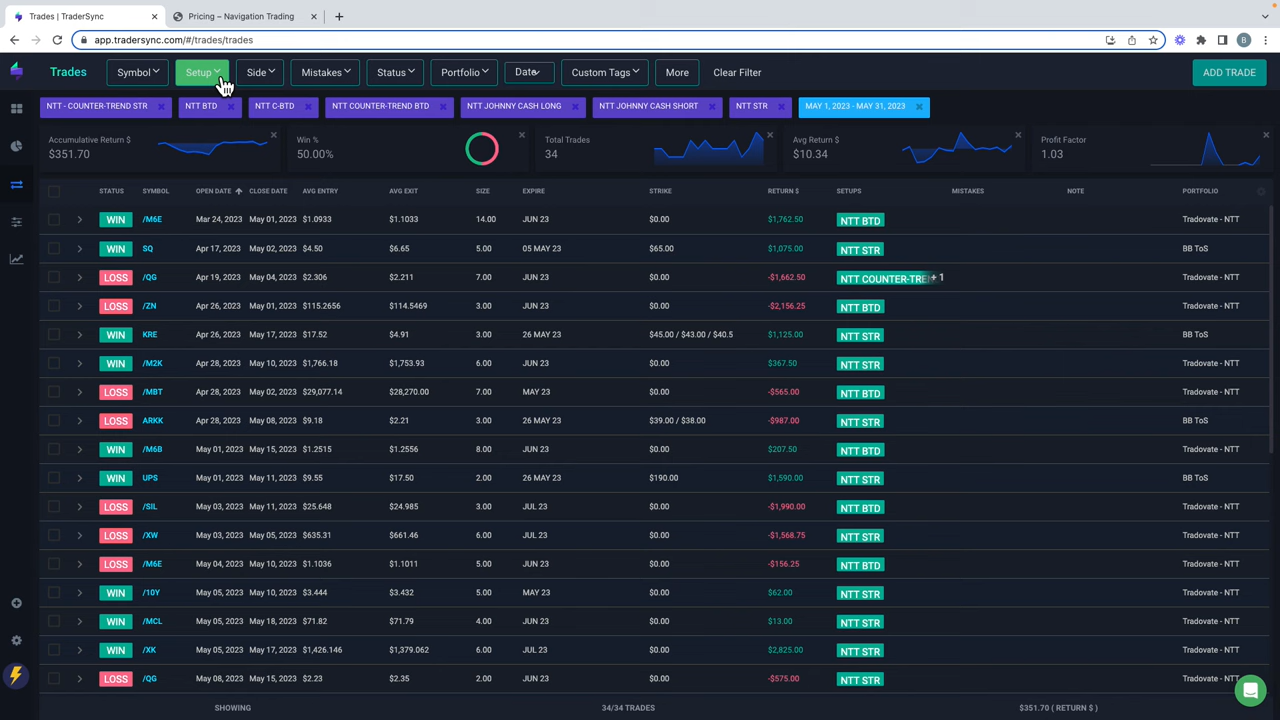 Trades | TraderSync
Pricing – Navigation Trading
app.tradersync.com/#/trades/trades
B
Trades
Symbol
Setup
Side
Mistakes
Status
Portfolio
Date
Custom Tags
More
Clear Filter
ADD TRADE
NTT - COUNTER-TREND STR
NTT BTD
NTT C-BTD
NTT COUNTER-TREND BTD
NTT JOHNNY CASH LONG
NTT JOHNNY CASH SHORT
NTT STR
MAY 1, 2023 - MAY 31, 2023
Accumulative Return $
$351.70
Win %
50.00%
Total Trades
34
Avg Return $
$10.34
Profit Factor
1.03
STATUS SYMBOL OPEN DATE CLOSE DATE AVG ENTRY AVG EXIT SIZE EXPIRE STRIKE RETURN $ SETUPS MISTAKES NOTE PORTFOLIO
WIN /M6E Mar 24, 2023 May 01, 2023 $1.0933 $1.1033 14.00 JUN 23 $0.00 $1,762.50 NTT BTD Tradovate - NTT
WIN SQ Apr 17, 2023 May 02, 2023 $4.50 $6.65 5.00 05 MAY 23 $65.00 $1,075.00 NTT STR BB ToS
LOSS /QG Apr 19, 2023 May 04, 2023 $2.306 $2.211 7.00 JUN 23 $0.00 -$1,662.50 NTT COUNTER-TRE + 1 Tradovate - NTT
LOSS /ZN Apr 26, 2023 May 01, 2023 $115.2656 $114.5469 3.00 JUN 23 $0.00 -$2,156.25 NTT BTD Tradovate - NTT
WIN KRE Apr 26, 2023 May 17, 2023 $17.52 $4.91 5.00 26 MAY 23 $45.00 / $43.00 / $40.5 $1,125.00 NTT STR BB ToS
WIN /M2K Apr 28, 2023 May 10, 2023 $1,766.18 $1,753.93 6.00 JUN 23 $0.00 $367.50 NTT STR Tradovate - NTT
LOSS /MBT Apr 28, 2023 May 02, 2023 $29,077.14 $28,270.00 7.00 MAY 23 $0.00 -$565.00 NTT BTD Tradovate - NTT
LOSS ARKK Apr 28, 2023 May 08, 2023 $9.18 $2.21 3.00 26 MAY 23 $39.00 / $38.00 -$987.00 NTT STR BB ToS
WIN /M6B May 01, 2023 May 15, 2023 $1.2515 $1.2556 8.00 JUN 23 $0.00 $207.50 NTT BTD Tradovate - NTT
WIN UPS May 01, 2023 May 11, 2023 $9.55 $17.50 2.00 26 MAY 23 $190.00 $1,590.00 NTT STR BB ToS
LOSS /SIL May 03, 2023 May 11, 2023 $25.648 $24.985 3.00 JUL 23 $0.00 -$1,990.00 NTT BTD Tradovate - NTT
LOSS /XW May 03, 2023 May 05, 2023 $635.31 $661.46 6.00 JUL 23 $0.00 -$1,568.75 NTT STR Tradovate - NTT
LOSS /M6E May 04, 2023 May 10, 2023 $1.1036 $1.1011 5.00 JUN 23 $0.00 -$156.25 NTT BTD Tradovate - NTT
WIN /10Y May 05, 2023 May 10, 2023 $3.444 $3.432 5.00 MAY 23 $0.00 $62.00 NTT STR Tradovate - NTT
WIN /MCL May 05, 2023 May 18, 2023 $71.82 $71.79 4.00 JUN 23 $0.00 $13.00 NTT STR Tradovate - NTT
WIN /XK May 05, 2023 May 17, 2023 $1,426.146 $1,379.062 6.00 JUL 23 $0.00 $2,825.00 NTT STR Tradovate - NTT
LOSS /QG May 08, 2023 May 15, 2023 $2.23 $2.35 2.00 JUN 23 $0.00 -$575.00 NTT STR Tradovate - NTT
SHOWING 34/34 TRADES $351.70 ( RETURN $ )